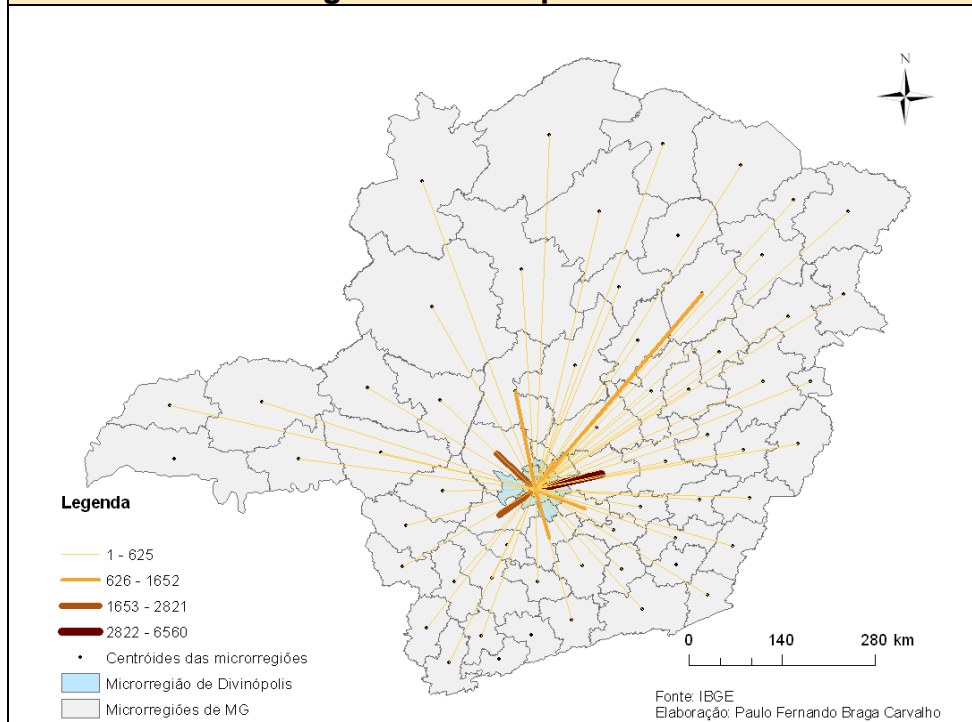 N
Legenda
1 - 625
626 - 1652
1653 - 2821
2822 - 6560
Centróides das microrregiões
Microrregião de Divinópolis
Microrregiões de MG
0 140 280 km
Fonte: IBGE
Elaboração: Paulo Fernando Braga Carvalho